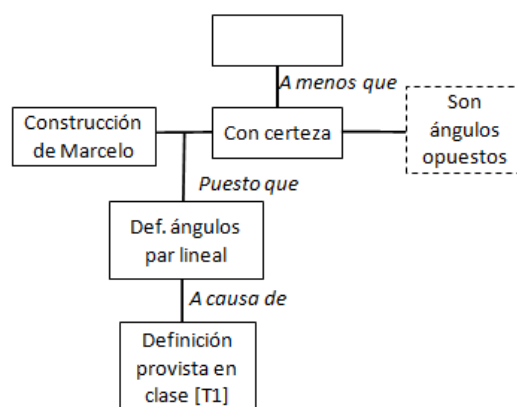 A menos que
Construcción
de Marcelo
Con certeza
Son
ángulos
opuestos
Puesto que
Def. ángulos
par lineal
A causa de
Definición
provista en
clase [T1]